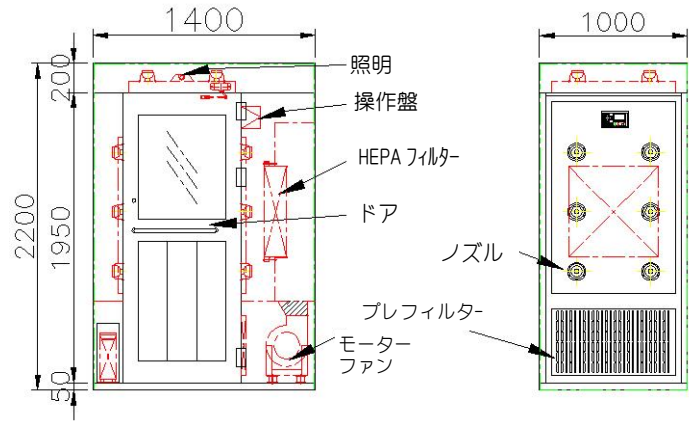 1400
1000
200
照明
操作盤
HEPA フィルター
2200
1950
ドア
ノズル
プレフィルター
モーター
ファン
50